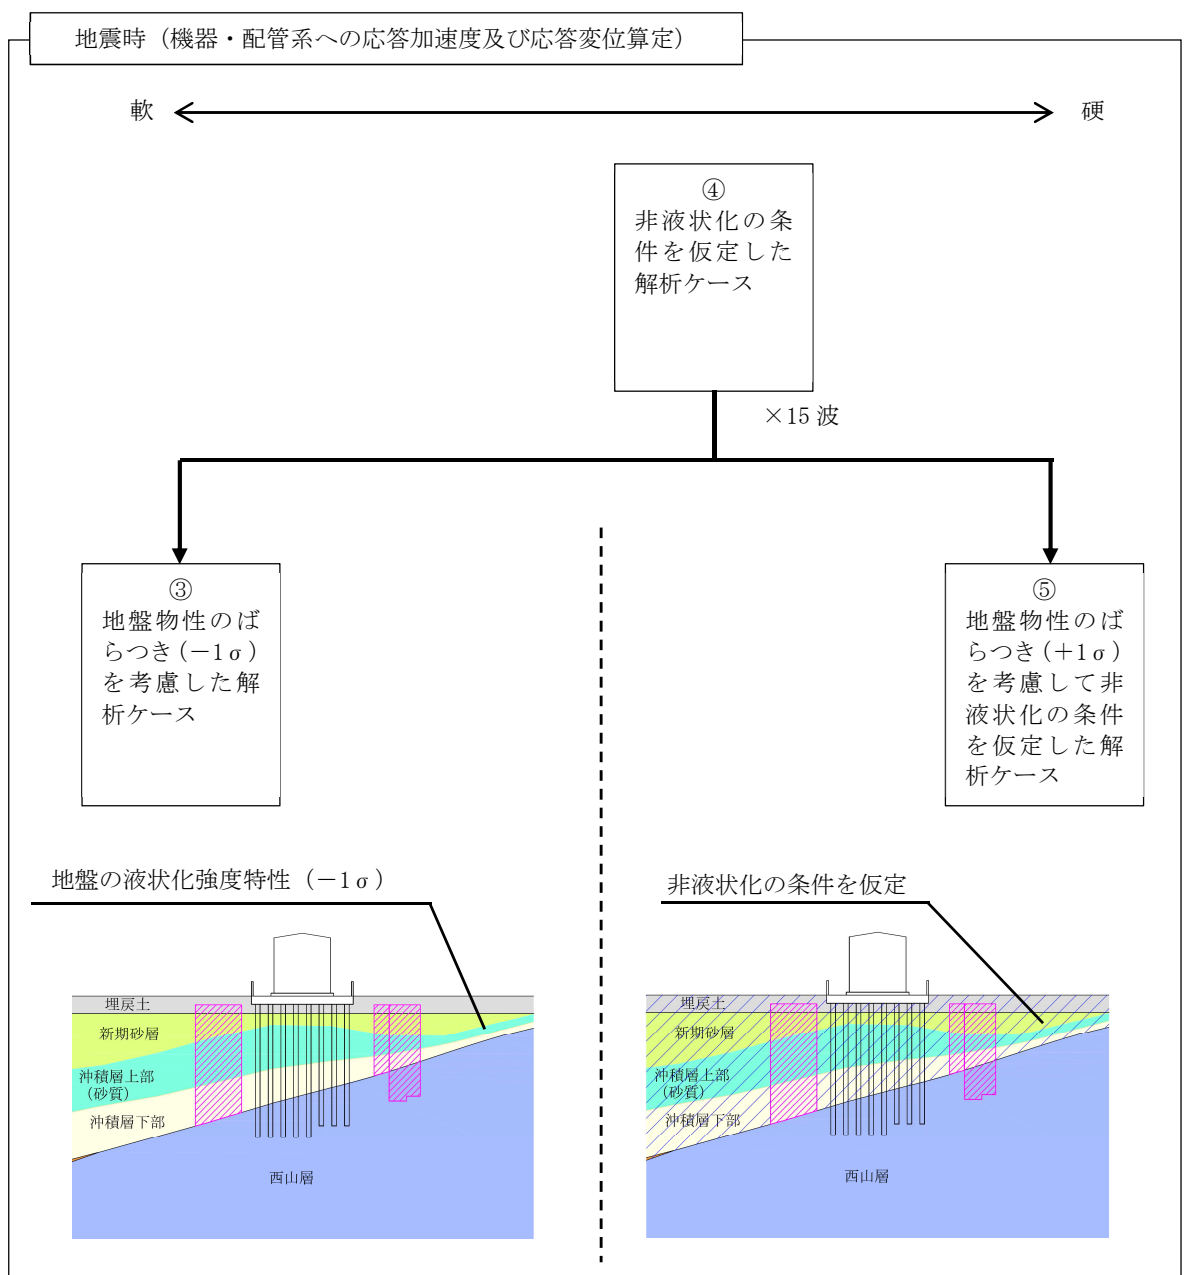 地震時（機器・配管系への応答加速度及び応答変位算定）
軟
硬
④
非液状化の条
件を仮定した
解析ケース
×15 波
③
地盤物性のば
らつき（－1σ）
を考慮した解
析ケース
⑤
地盤物性のば
らつき（＋1σ）
を考慮して非
液状化の条件
を仮定した解
析ケース
地盤の液状化強度特性（－1σ）
埋戻土
新期砂層
沖積層上部
（砂質）
沖積層下部
西山層
非液状化の条件を仮定
埋戻土
新期砂層
沖積層上部
（砂質）
沖積層下部
西山層